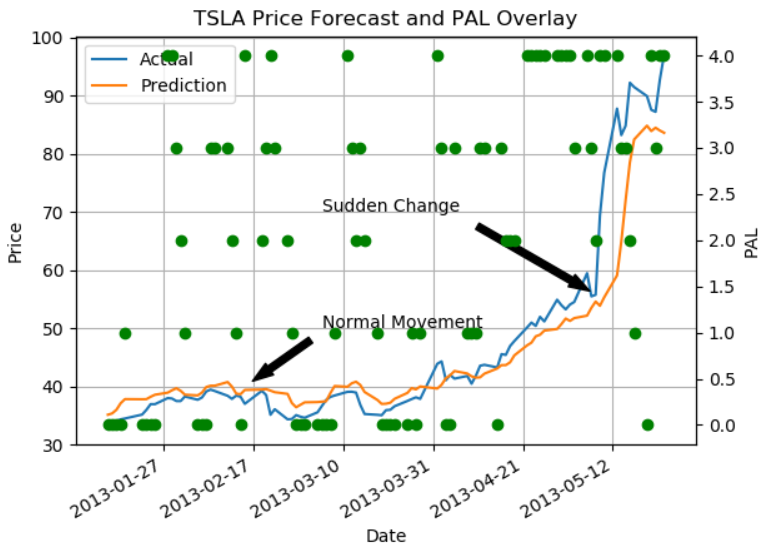 TSLA Price Forecast and PAL Overlay
Actual
Prediction
Sudden Change
Normal Movement
Price
100
90
80
70
60
50
40
30
PAL
4.0
3.5
3.0
2.5
2.0
1.5
1.0
0.5
0.0
2013-01-27
2013-02-17
2013-03-10
2013-03-31
2013-04-21
2013-05-12
Date